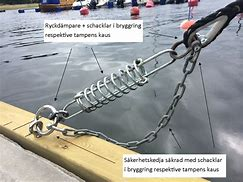 Ryckdämpare + schacklar i bryggring
respektive tampens kaus
Säkerhetskedja säkrad med schacklar
i bryggring respektive tampens kaus